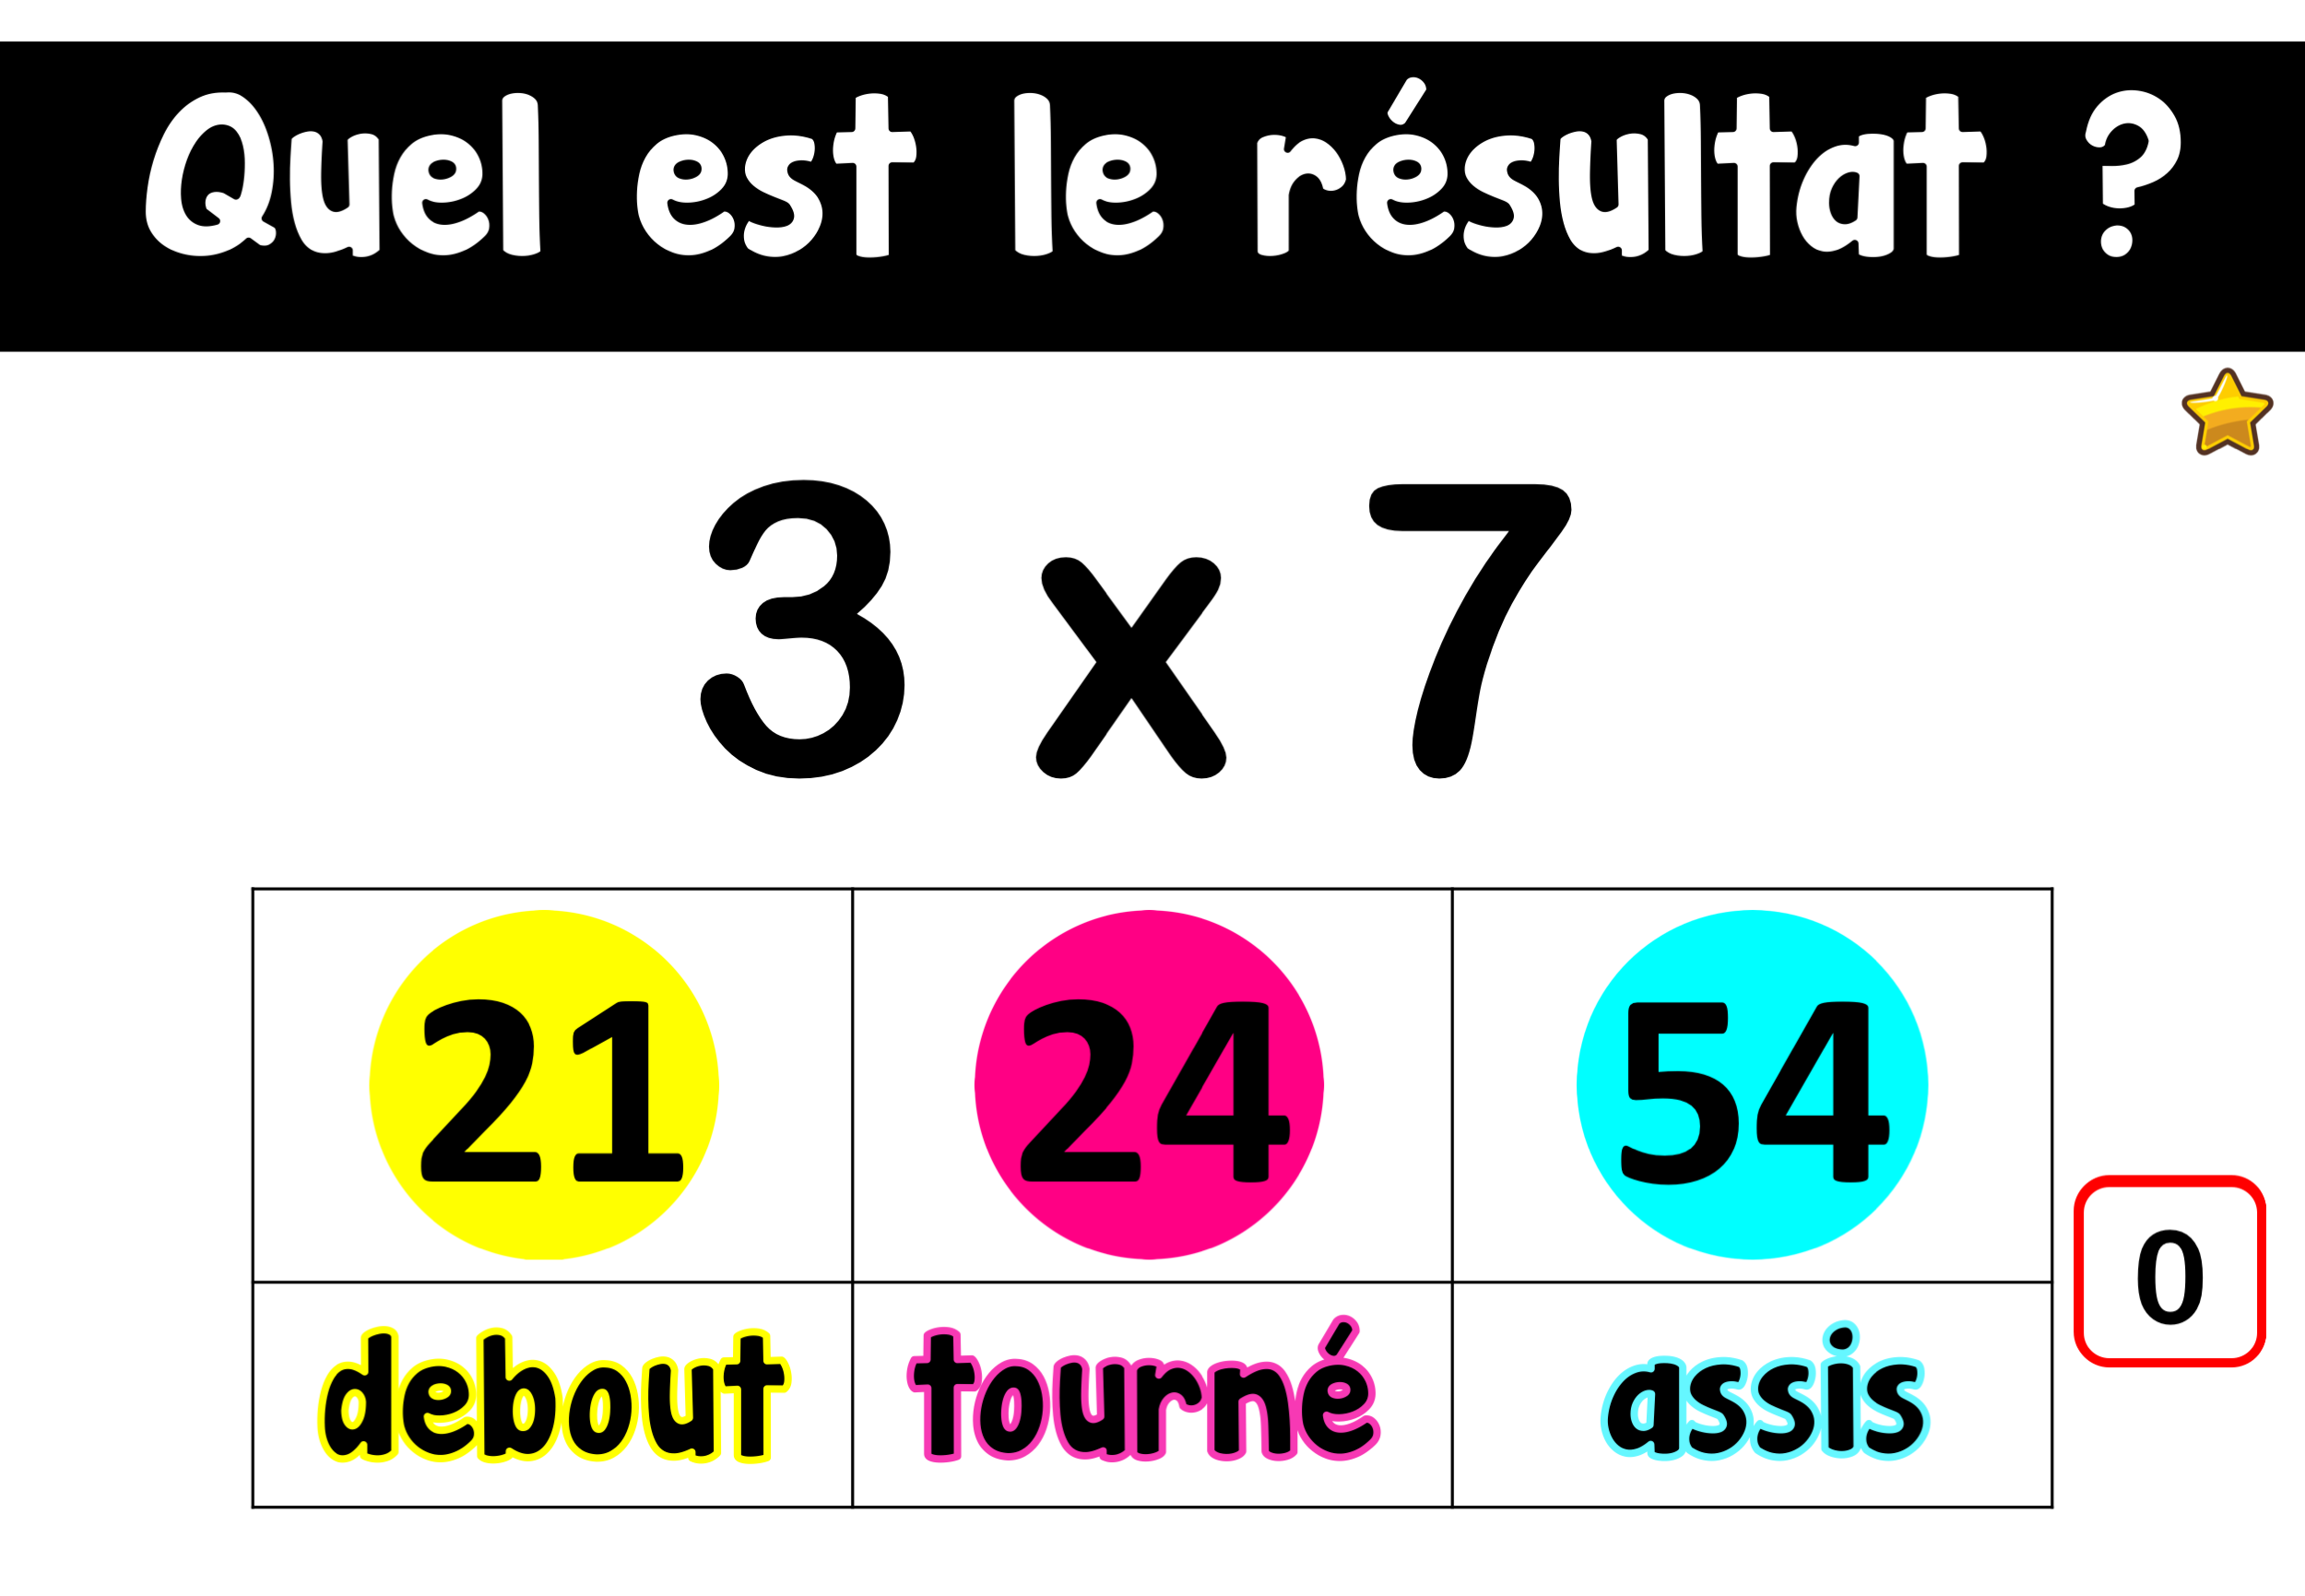 Quel est le résultat ?
3 x 7
21 24 54
0
debout tourné assis